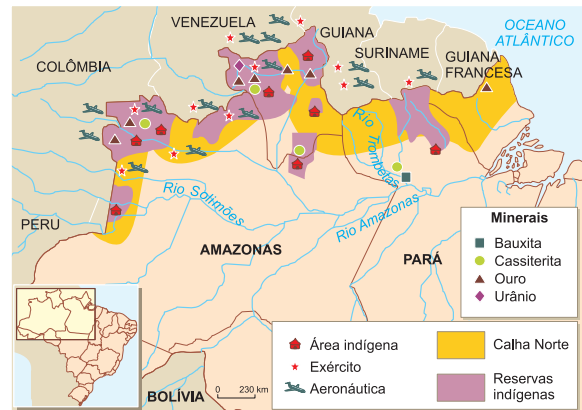 VENEZUELA
GUIANA
OCEANO
ATLÂNTICO
SURINAME
GUIANA
FRANCESA
COLÔMBIA
Rio Trombetas
Rio Solimões
Rio Amazonas
PERU
AMAZONAS
PARÁ
BOLÍVIA
0 230 km
Minerais
Bauxita
Cassiterita
Ouro
Urânio
Área indígena
Exército
Aeronáutica
Calha Norte
Reservas
indígenas